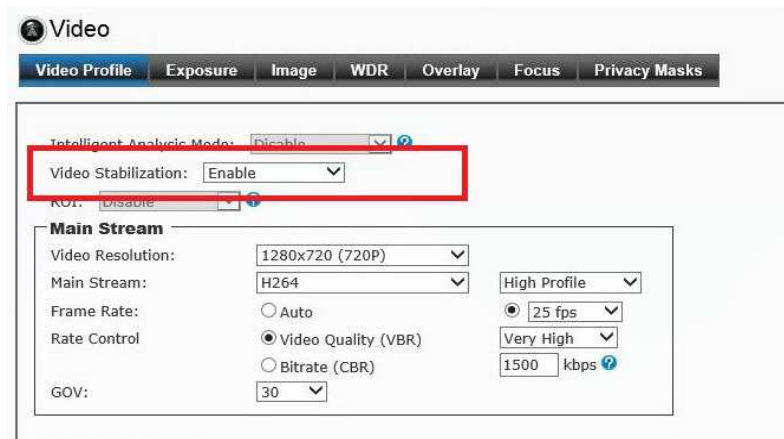 Video
Video Profile Exposure Image WDR Overlay Focus Privacy Masks
Intelligent Analysis Mode: Disable
Video Stabilization: Enable
ROI: Disable
Main Stream
Video Resolution: 1280x720 (720P)
Main Stream: H264 High Profile
Frame Rate: Auto 25 fps
Rate Control Video Quality (VBR) Very High
Bitrate (CBR) 1500 kbps
GOV: 30